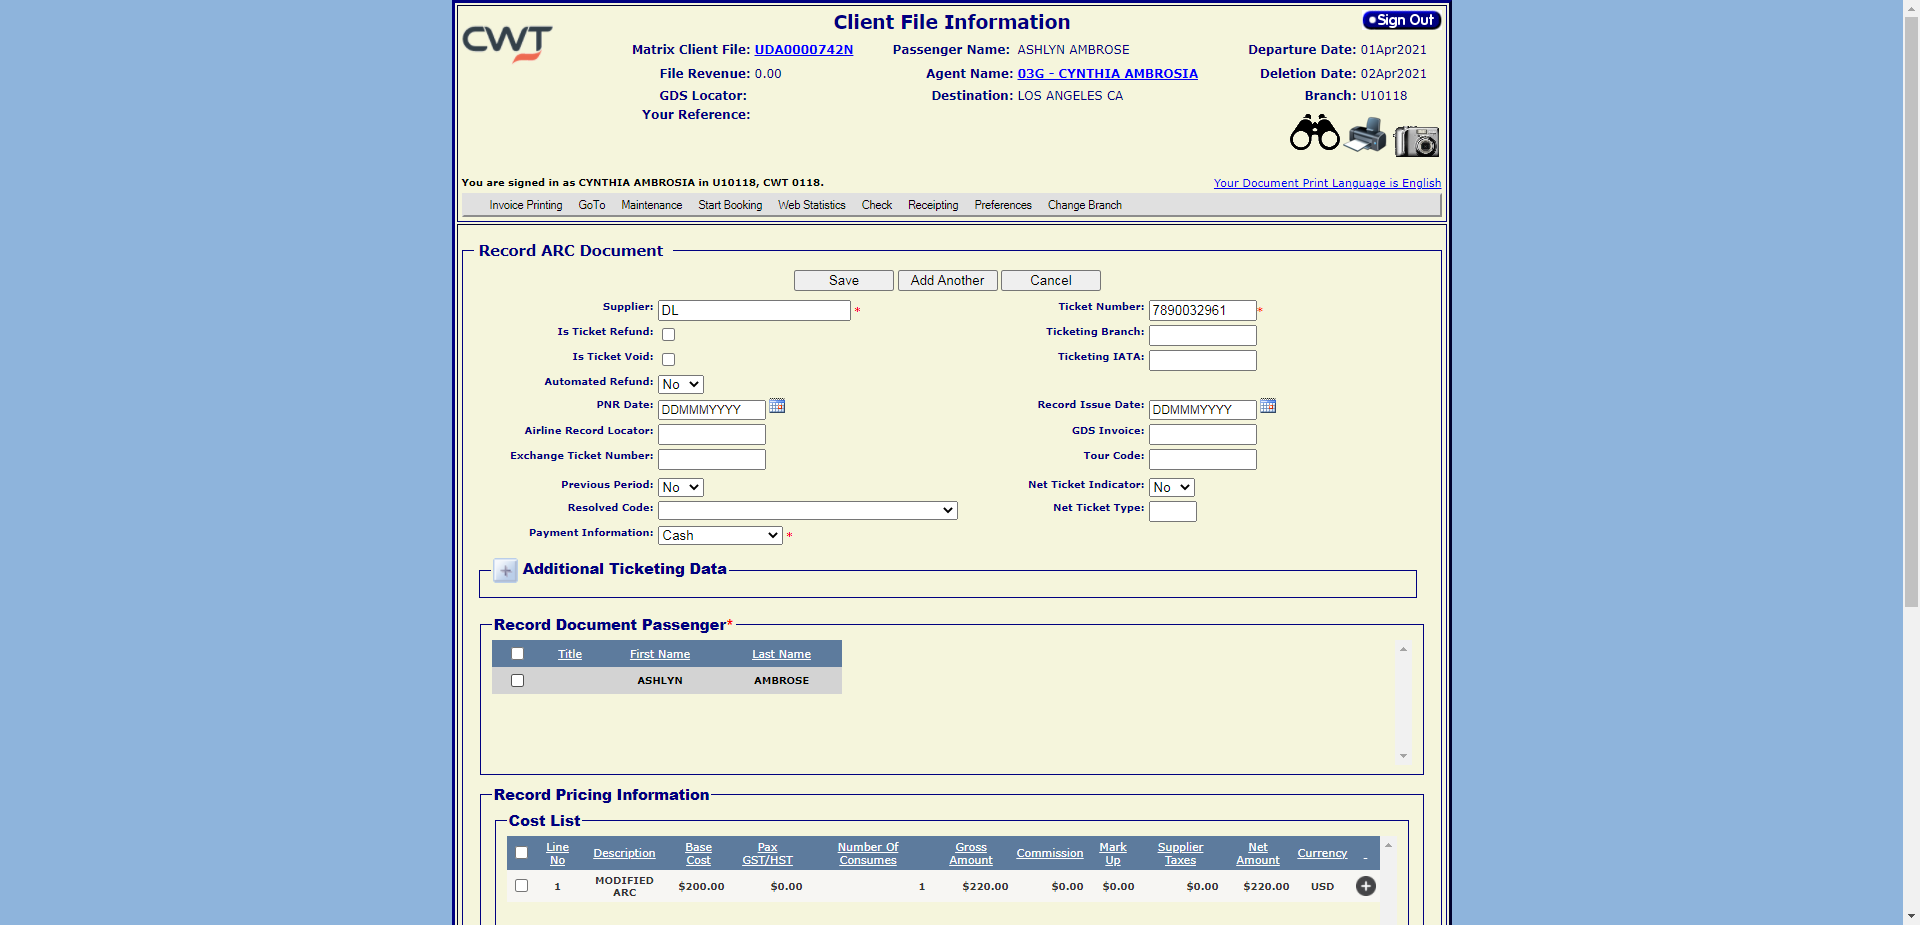 CWT
Client File Information
Sign Out
Matrix Client File: UDA0000742N Passenger Name: ASHLYN AMBROSE Departure Date: 01Apr2021
File Revenue: 0.00 Agent Name: 03G - CYNTHIA AMBROSIA Deletion Date: 02Apr2021
GDS Locator: Destination: LOS ANGELES CA Branch: U10118
Your Reference:
You are signed in as CYNTHIA AMBROSIA in U10118, CWT 0118. Your Document Print Language is English
Invoice Printing GoTo Maintenance Start Booking Web Statistics Check Receipting Preferences Change Branch
Record ARC Document
Save Add Another Cancel
Supplier: DL * Ticket Number: 7890032961 *
Is Ticket Refund: Ticketing Branch:
Is Ticket Void: Ticketing IATA:
Automated Refund: No
PNR Date: DDMMMYYYY Record Issue Date: DDMMMYYYY
Airline Record Locator: GDS Invoice:
Exchange Ticket Number: Tour Code:
Previous Period: No Net Ticket Indicator: No
Resolved Code: Net Ticket Type:
Payment Information: Cash *
Additional Ticketing Data
Record Document Passenger*
Title First Name Last Name
ASHLYN AMBROSE
Record Pricing Information
Cost List
Line No Description Base Cost Pax GST/HST Number Of Consumes Gross Amount Commission Mark Up Supplier Taxes Net Amount Currency
1 MODIFIED ARC $200.00 $0.00 1 $220.00 $0.00 $0.00 $0.00 $220.00 USD